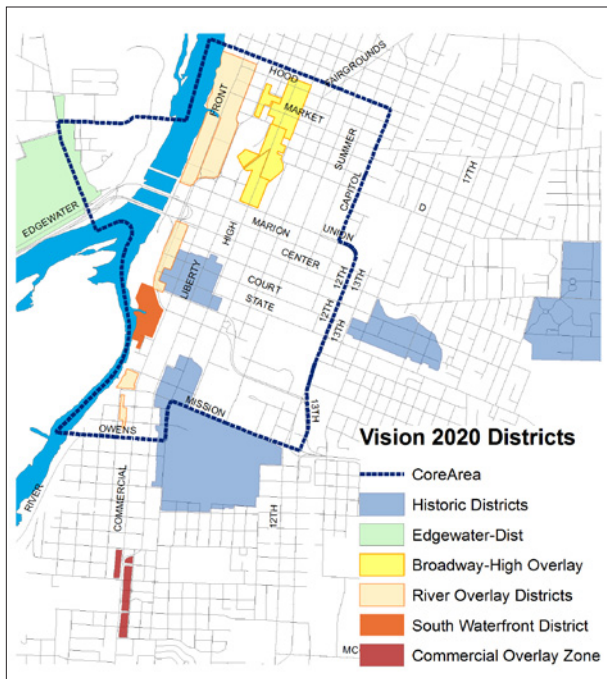 FAIRGROUNDS
HOOD
FRONT
MARKET
SUMMER
17TH
CAPITOL
D
EDGEWATER
HIGH
MARION
UNION
CENTER
LIBERTY
COURT
12TH
13TH
STATE
12TH
13TH
MISSION
13TH
OWENS
Vision 2020 Districts
CoreArea
RIVER
COMMERCIAL
Historic Districts
12TH
Edgewater-Dist
Broadway-High Overlay
River Overlay Districts
South Waterfront District
MC
Commercial Overlay Zone